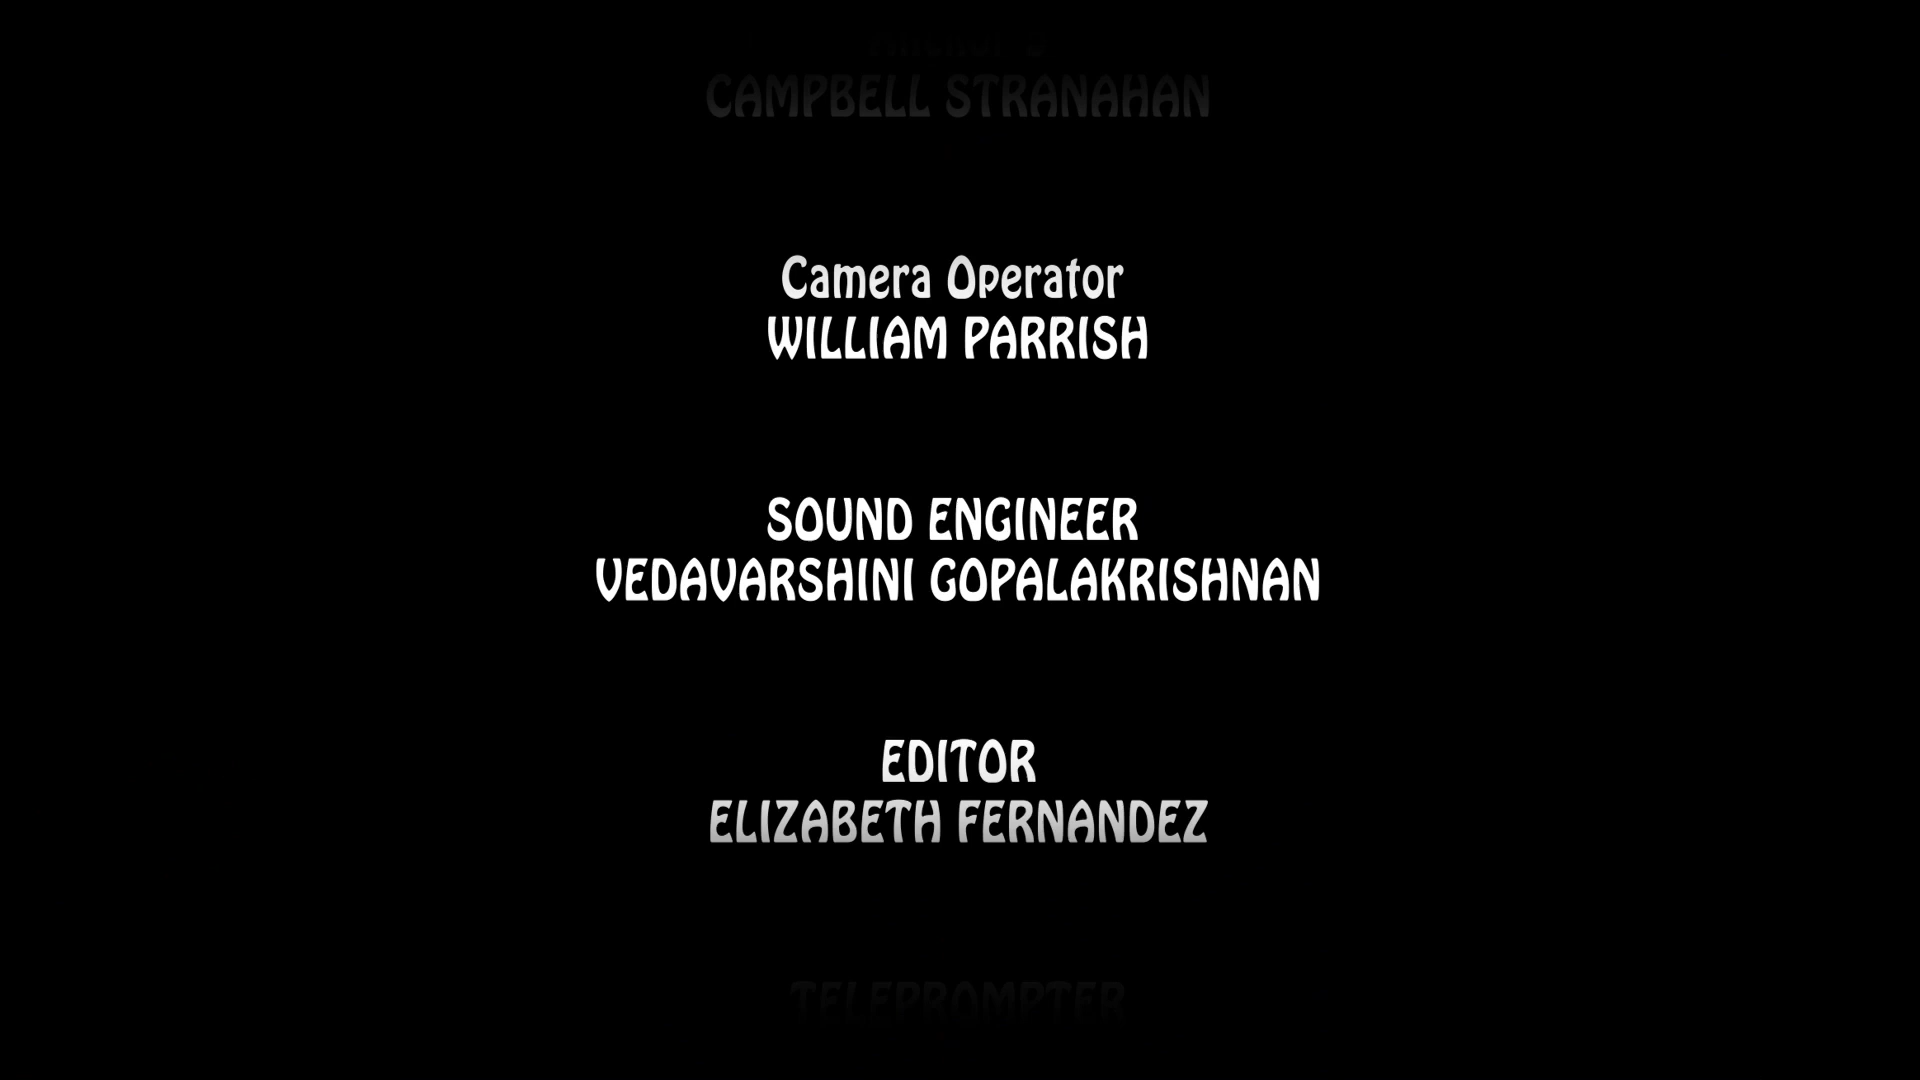 CAMPBELL STRANAHAN
Camera Operator
WILLIAM PARRISH
SOUND ENGINEER
VEDAVARSHINI GOPALAKRISHNAN
EDITOR
ELIZABETH FERNANDEZ
TELEPROMPTER